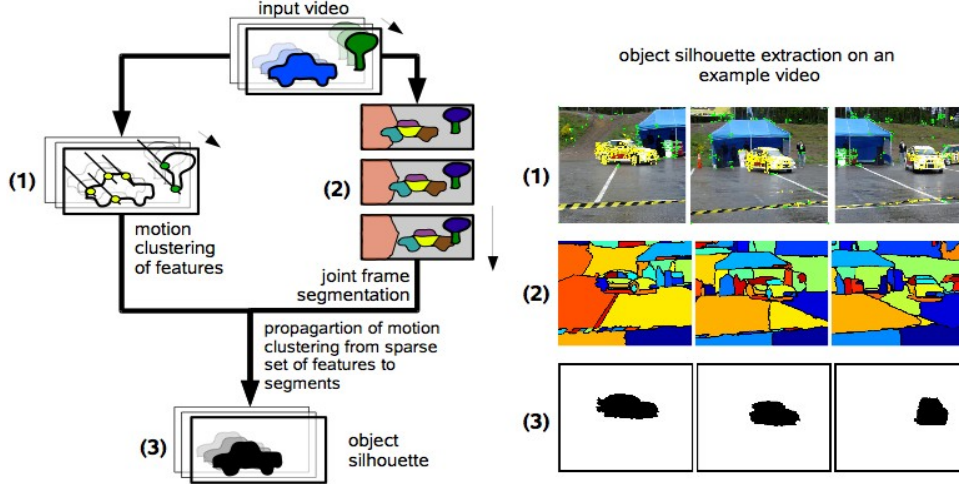 input video
(1)
(2)
motion
clustering
of features
joint frame
segmentation
propagartion of motion
clustering from sparse
set of features to
segments
(3)
object
silhouette
object silhouette extraction on an
example video
(1)
(2)
(3)